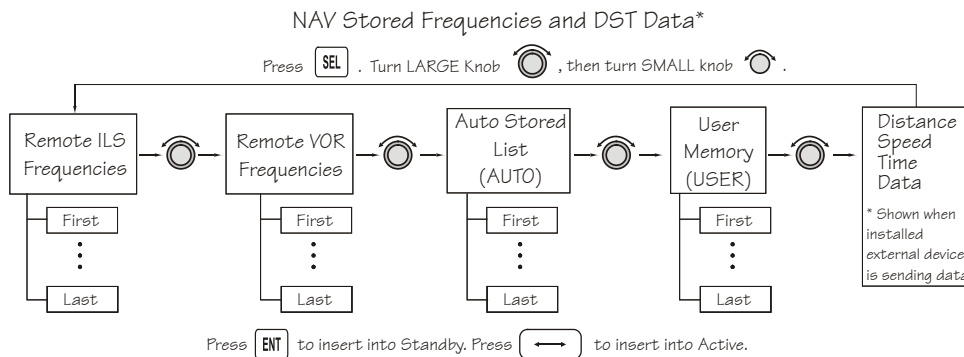 NAV Stored Frequencies and DST Data*
Press SEL . Turn LARGE Knob , then turn SMALL knob .
Remote ILS
Frequencies
First
Last
Remote VOR
Frequencies
First
Last
Auto Stored
List
(AUTO)
First
Last
User
Memory
(USER)
First
Last
Distance
Speed
Time
Data
* Shown when
installed
external device
is sending data
Press ENT to insert into Standby. Press ↔ to insert into Active.